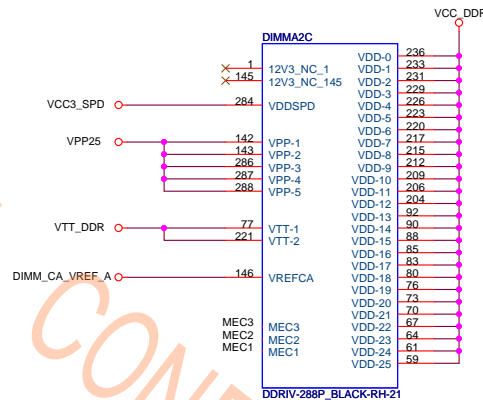 VCC_DDR
DIMMA2C
1 12V3_NC_1
145 12V3_NC_145
VCC3_SPD 284 VDDSPD
VPP25 142 VPP-1
143 VPP-2
286 VPP-3
287 VPP-4
288 VPP-5
VTT_DDR 77 VTT-1
221 VTT-2
DIMM_CA_VREF_A 146 VREFCA
MEC3 MEC3
MEC2 MEC2
MEC1 MEC1
VDD-0 236
VDD-1 233
VDD-2 231
VDD-3 229
VDD-4 226
VDD-5 223
VDD-6 220
VDD-7 217
VDD-8 215
VDD-9 212
VDD-10 209
VDD-11 206
VDD-12 204
VDD-13 92
VDD-14 90
VDD-15 88
VDD-16 85
VDD-17 83
VDD-18 80
VDD-19 76
VDD-20 73
VDD-21 70
VDD-22 67
VDD-23 64
VDD-24 61
VDD-25 59
DDRIV-288P_BLACK-RH-21